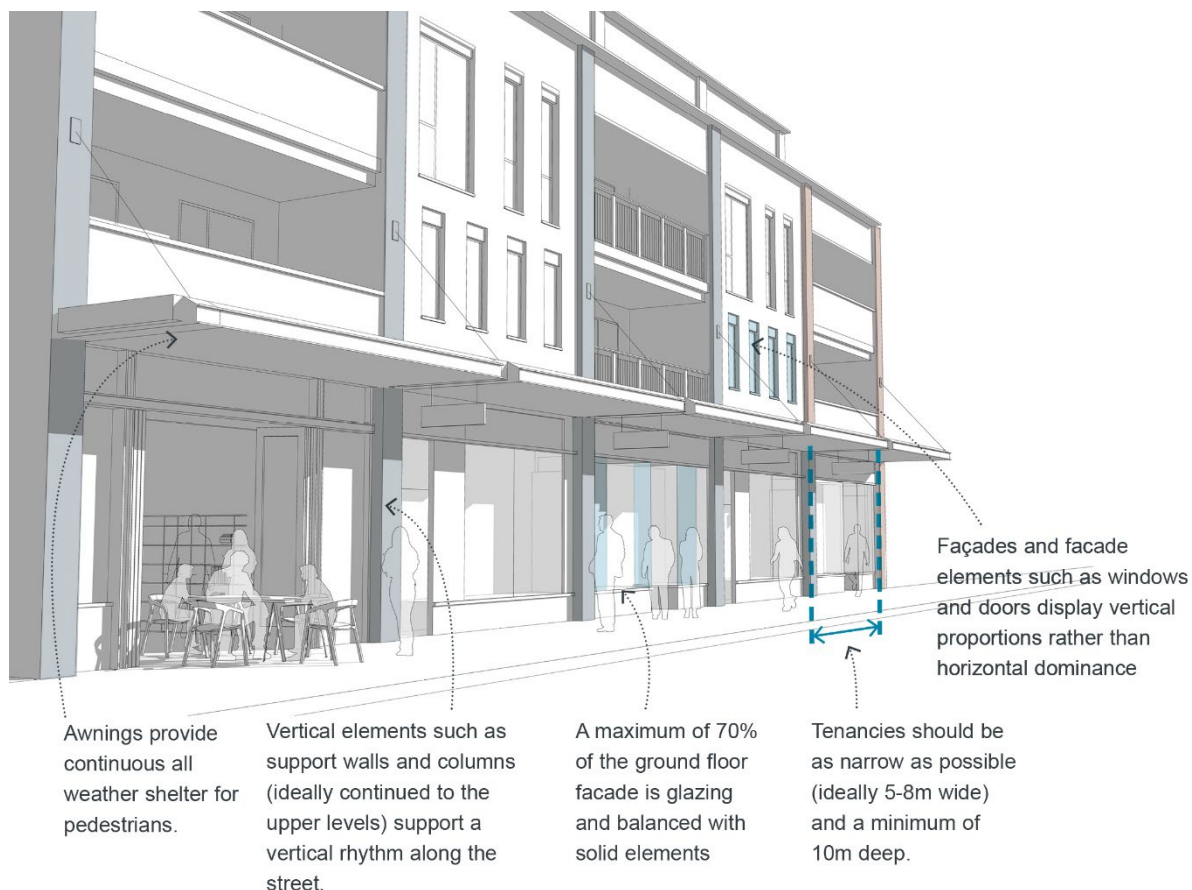 Façades and facade
elements such as windows
and doors display vertical
proportions rather than
horizontal dominance
Awnings provide
continuous all
weather shelter for
pedestrians.
Vertical elements such as
support walls and columns
(ideally continued to the
upper levels) support a
vertical rhythm along the
street.
A maximum of 70%
of the ground floor
facade is glazing
and balanced with
solid elements
Tenancies should be
as narrow as possible
(ideally 5-8m wide)
and a minimum of
10m deep.